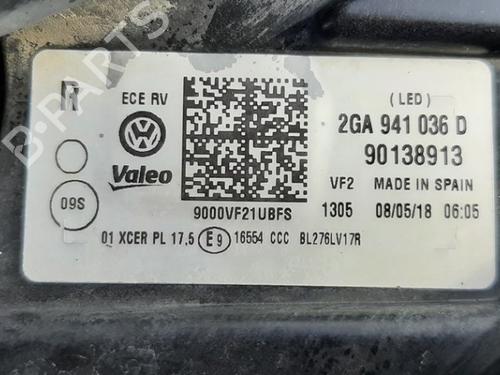 R
ECE RV
(LED)
2GA 941 036 D
90138913
Valeo
09S
9000VF21UBFS
VF2 MADE IN SPAIN
1305 08/05/18 06:05
01 XCER PL 17,5 E9 16554 CCC BL276LV17R
B-PARTS